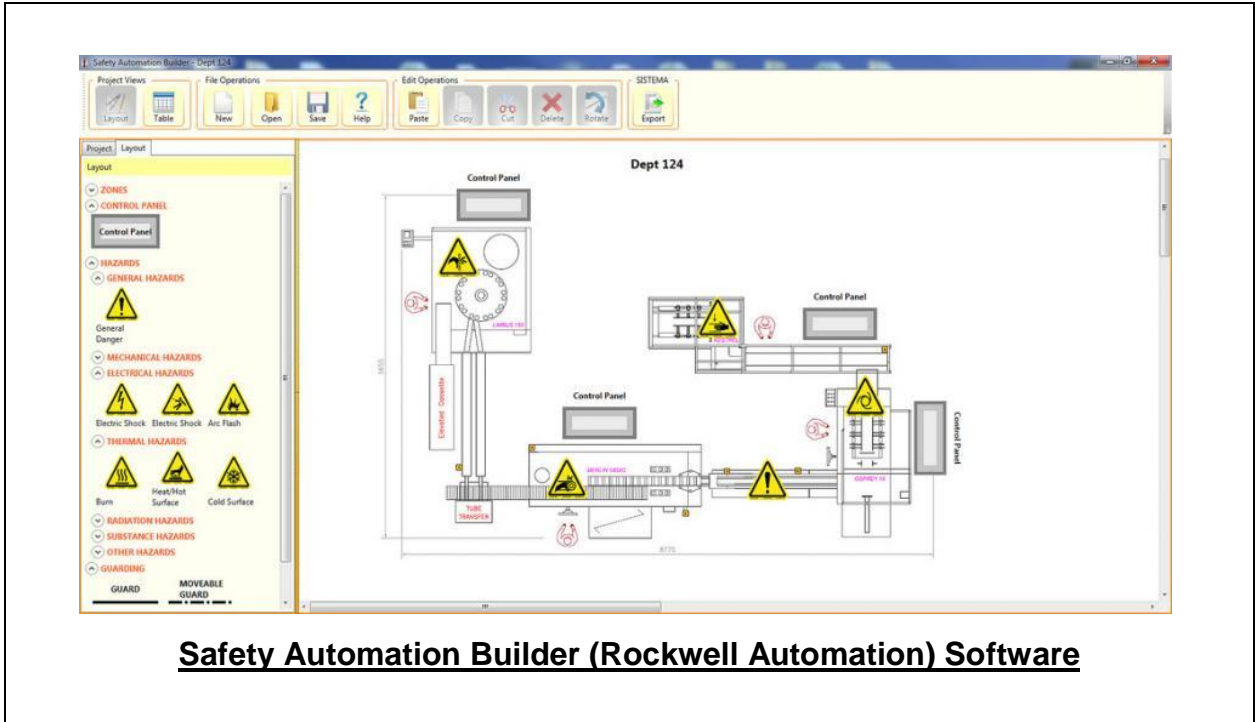 Safety Automation Builder - Dept 124
Project Views
File Operations
Edit Operations
SISTEMA
Layout
Table
New
Open
Save
Help
Paste
Copy
Cut
Delete
Rotate
Export
Project
Layout
Layout
ZONES
CONTROL PANEL
Control Panel
HAZARDS
GENERAL HAZARDS
General
Danger
MECHANICAL HAZARDS
ELECTRICAL HAZARDS
Electric Shock
Electric Shock
Arc Flash
THERMAL HAZARDS
Burn
Heat/Hot
Surface
Cold Surface
RADIATION HAZARDS
SUBSTANCE HAZARDS
OTHER HAZARDS
GUARDING
GUARD
MOVEABLE
GUARD
Dept 124
Control Panel
Control Panel
Control Panel
Control Panel
Elevated Cassette
TUBE
TRANSFER
8770
Safety Automation Builder (Rockwell Automation) Software